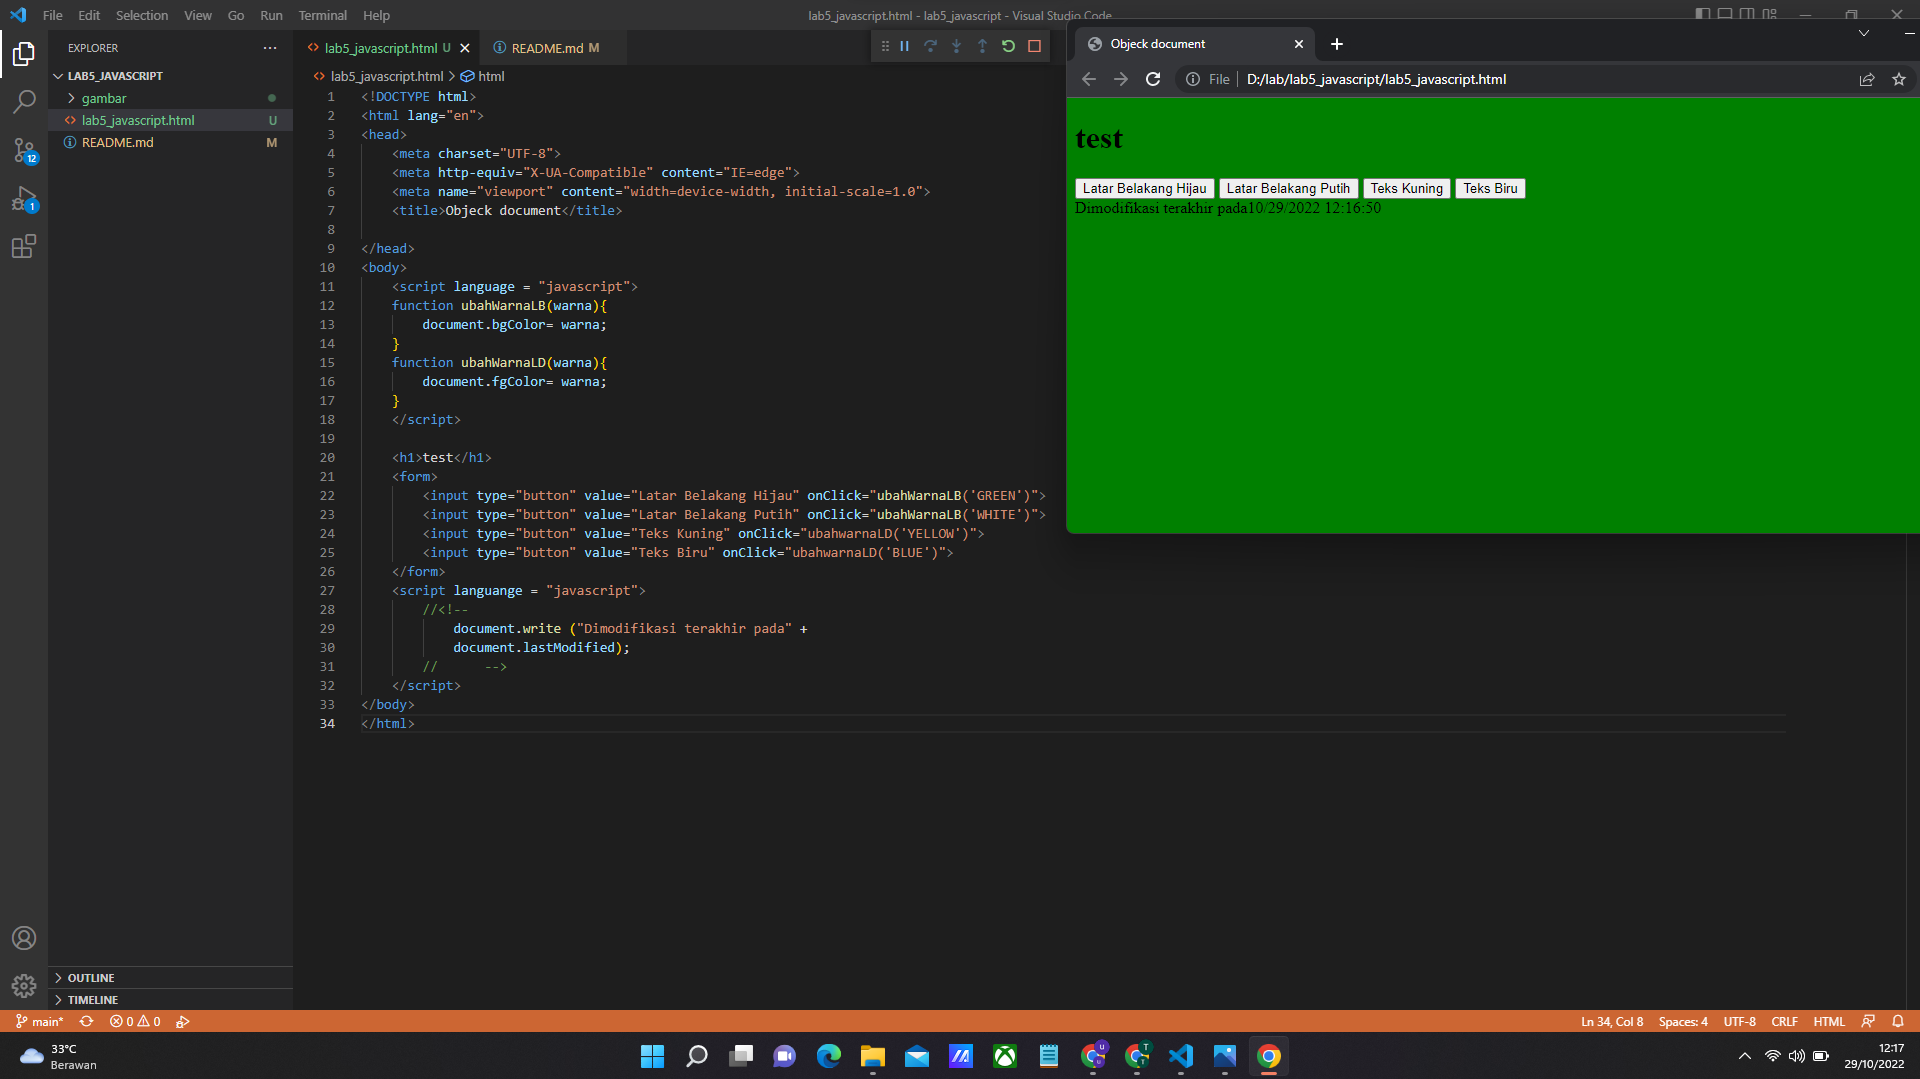 File Edit Selection View Go Run Terminal Help
lab5_javascript.html - lab5_javascript - Visual Studio Code
EXPLORER
LAB5_JAVASCRIPT
gambar
lab5_javascript.html U
README.md M
12
1
OUTLINE
TIMELINE
lab5_javascript.html U
README.md M
lab5_javascript.html > html
1 <!DOCTYPE html>
2 <html lang="en">
3 <head>
4 <meta charset="UTF-8">
5 <meta http-equiv="X-UA-Compatible" content="IE=edge">
6 <meta name="viewport" content="width=device-width, initial-scale=1.0">
7 <title>Objeck document</title>
8
9 </head>
10 <body>
11 <script language = "javascript">
12 function ubahWarnaLB(warna){
13 document.bgColor= warna;
14 }
15 function ubahWarnaLD(warna){
16 document.fgColor= warna;
17 }
18 </script>
19
20 <h1>test</h1>
21 <form>
22 <input type="button" value="Latar Belakang Hijau" onClick="ubahWarnaLB('GREEN')">
23 <input type="button" value="Latar Belakang Putih" onClick="ubahWarnaLB('WHITE')">
24 <input type="button" value="Teks Kuning" onClick="ubahwarnaLD('YELLOW')">
25 <input type="button" value="Teks Biru" onClick="ubahwarnaLD('BLUE')">
26 </form>
27 <script languange = "javascript">
28 //<!--
29 document.write ("Dimodifikasi terakhir pada" +
30 document.lastModified);
31 // -->
32 </script>
33 </body>
34 </html>
Objeck document
File D:/lab/lab5_javascript/lab5_javascript.html
test
Latar Belakang Hijau Latar Belakang Putih Teks Kuning Teks Biru
Dimodifikasi terakhir pada10/29/2022 12:16:50
main* 0 0
Ln 34, Col 8 Spaces: 4 UTF-8 CRLF HTML
33°C
Berawan
12:17
29/10/2022